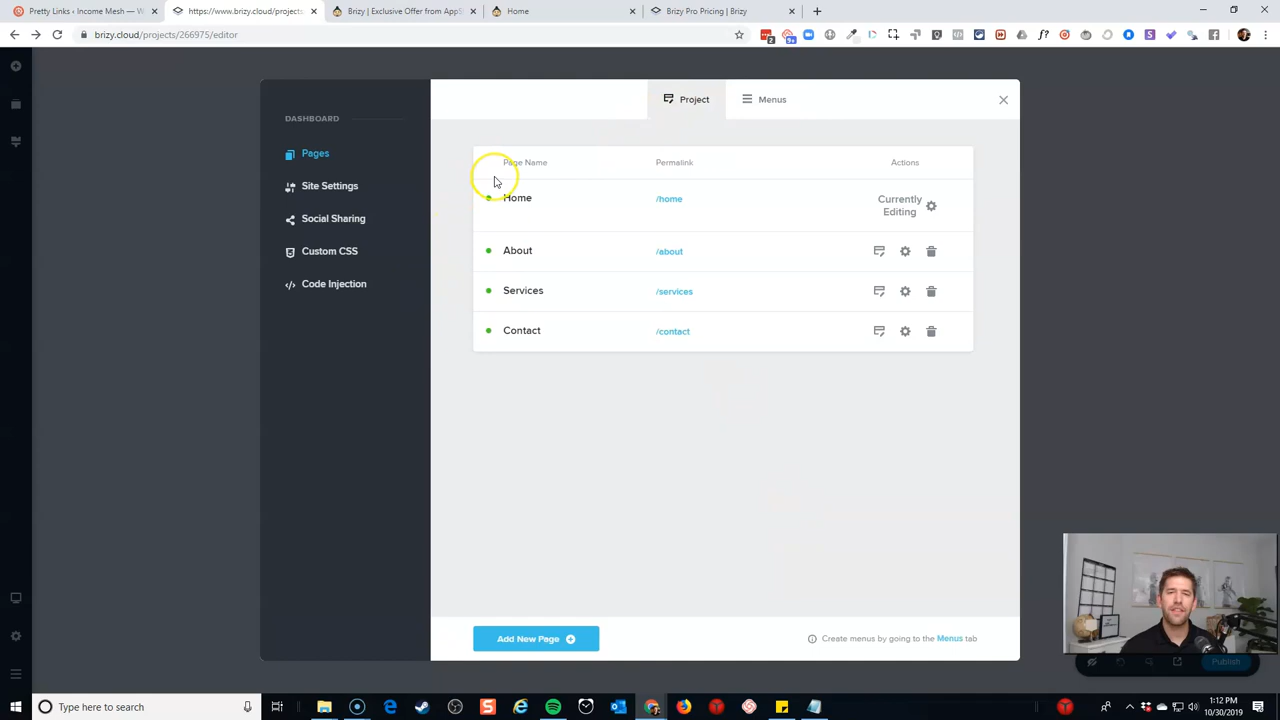 Pretty Links ‹ Income Mesh — W
https://www.brizy.cloud/projects
Brizy | Exclusive Offer from AppS
Home
Brizy Pro Pricing | Brizy
brizy.cloud/projects/266975/editor
Project
Menus
DASHBOARD
Pages
Site Settings
Social Sharing
Custom CSS
Code Injection
Page Name
Permalink
Actions
Home
/home
Currently
Editing
About
/about
Services
/services
Contact
/contact
Add New Page
Create menus by going to the Menus tab
Publish
Type here to search
1:12 PM
10/30/2019